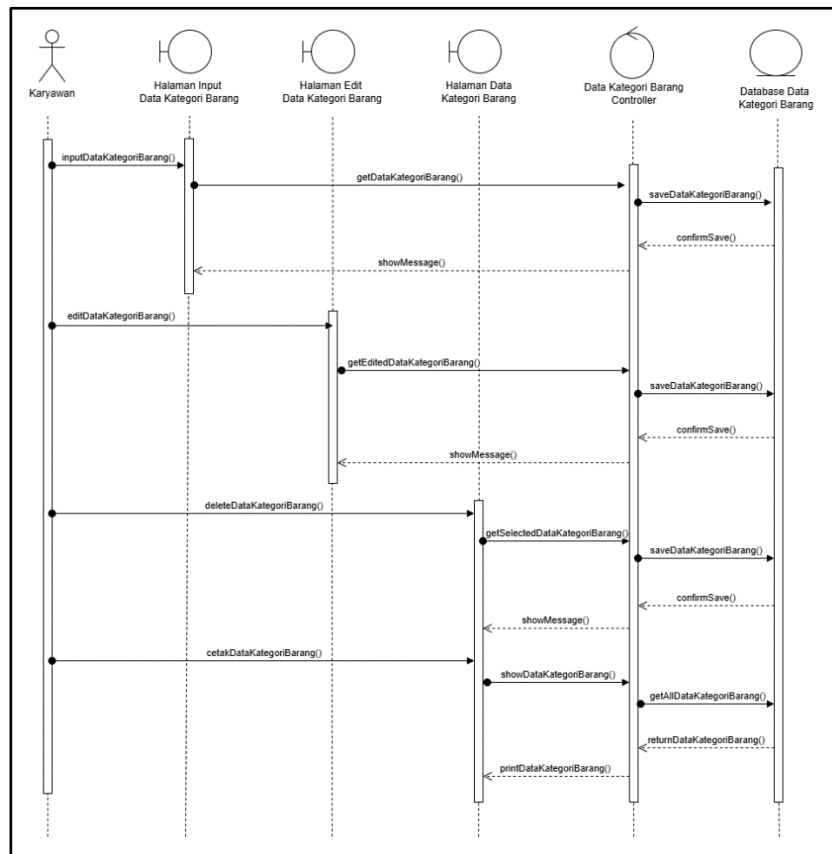 Karyawan
Halaman Input
Data Kategori Barang
Halaman Edit
Data Kategori Barang
Halaman Data
Kategori Barang
Data Kategori Barang
Controller
Database Data
Kategori Barang
inputDataKategoriBarang()
getDataKategoriBarang()
saveDataKategoriBarang()
confirmSave()
showMessage()
editDataKategoriBarang()
getEditedDataKategoriBarang()
saveDataKategoriBarang()
confirmSave()
showMessage()
deleteDataKategoriBarang()
getSelectedDataKategoriBarang()
saveDataKategoriBarang()
confirmSave()
showMessage()
cetakDataKategoriBarang()
showDataKategoriBarang()
getAllDataKategoriBarang()
returnDataKategoriBarang()
printDataKategoriBarang()